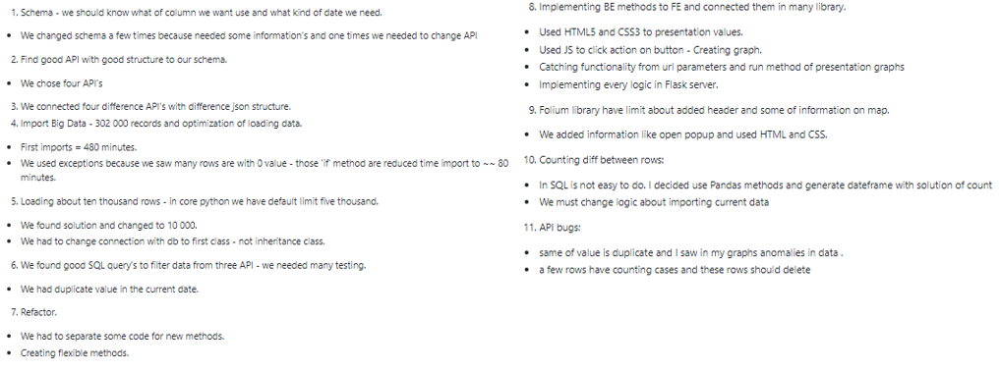 1. Schema - we should know what of column we want use and what kind of date we need.
• We changed schema a few times because needed some information's and one times we needed to change API
2. Find good API with good structure to our schema.
• We chose four API's
3. We connected four difference API's with difference json structure.
4. Import Big Data - 302 000 records and optimization of loading data.
• First imports = 480 minutes.
• We used exceptions because we saw many rows are with 0 value - those 'if' method are reduced time import to ~~ 80
minutes.
5. Loading about ten thousand rows - in core python we have default limit five thousand.
• We found solution and changed to 10 000.
• We had to change connection with db to first class - not inheritance class.
6. We found good SQL query's to filter data from three API - we needed many testing.
• We had duplicate value in the current date.
7. Refactor.
• We had to separate some code for new methods.
• Creating flexible methods.
8. Implementing BE methods to FE and connected them in many library.
• Used HTML5 and CSS3 to presentation values.
• Used JS to click action on button - Creating graph.
• Catching functionality from url parameters and run method of presentation graphs
• Implementing every logic in Flask server.
9. Folium library have limit about added header and some of information on map.
• We added information like open popup and used HTML and CSS.
10. Counting diff between rows:
• In SQL is not easy to do. I decided use Pandas methods and generate dateframe with solution of count
• We must change logic about importing current data
11. API bugs:
• same of value is duplicate and I saw in my graphs anomalies in data .
• a few rows have counting cases and these rows should delete